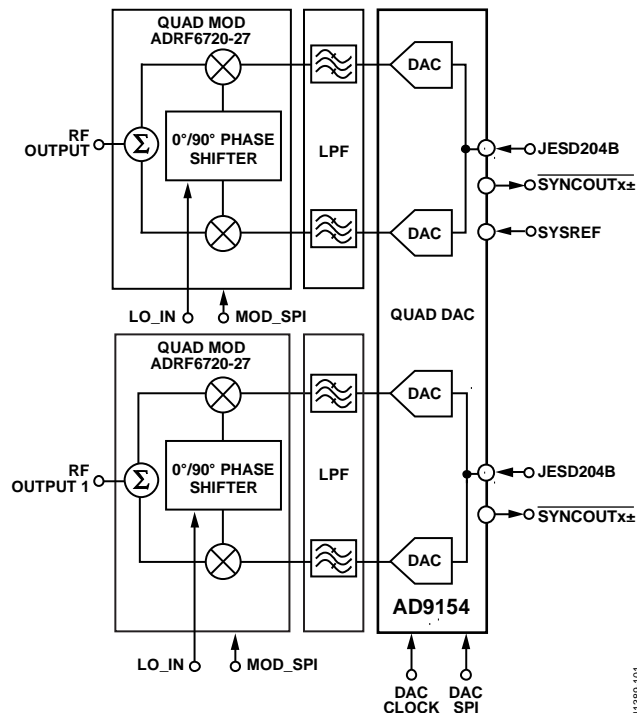 QUAD MOD
ADRF6720-27
DAC
RF
OUTPUT
Σ
0°/90° PHASE
SHIFTER
LPF
JESD204B
SYNCOUTx±
DAC
SYSREF
QUAD DAC
LO_IN
MOD_SPI
QUAD MOD
ADRF6720-27
DAC
RF
OUTPUT 1
Σ
0°/90° PHASE
SHIFTER
LPF
JESD204B
SYNCOUTx±
DAC
AD9154
LO_IN
MOD_SPI
DAC
CLOCK
DAC
SPI